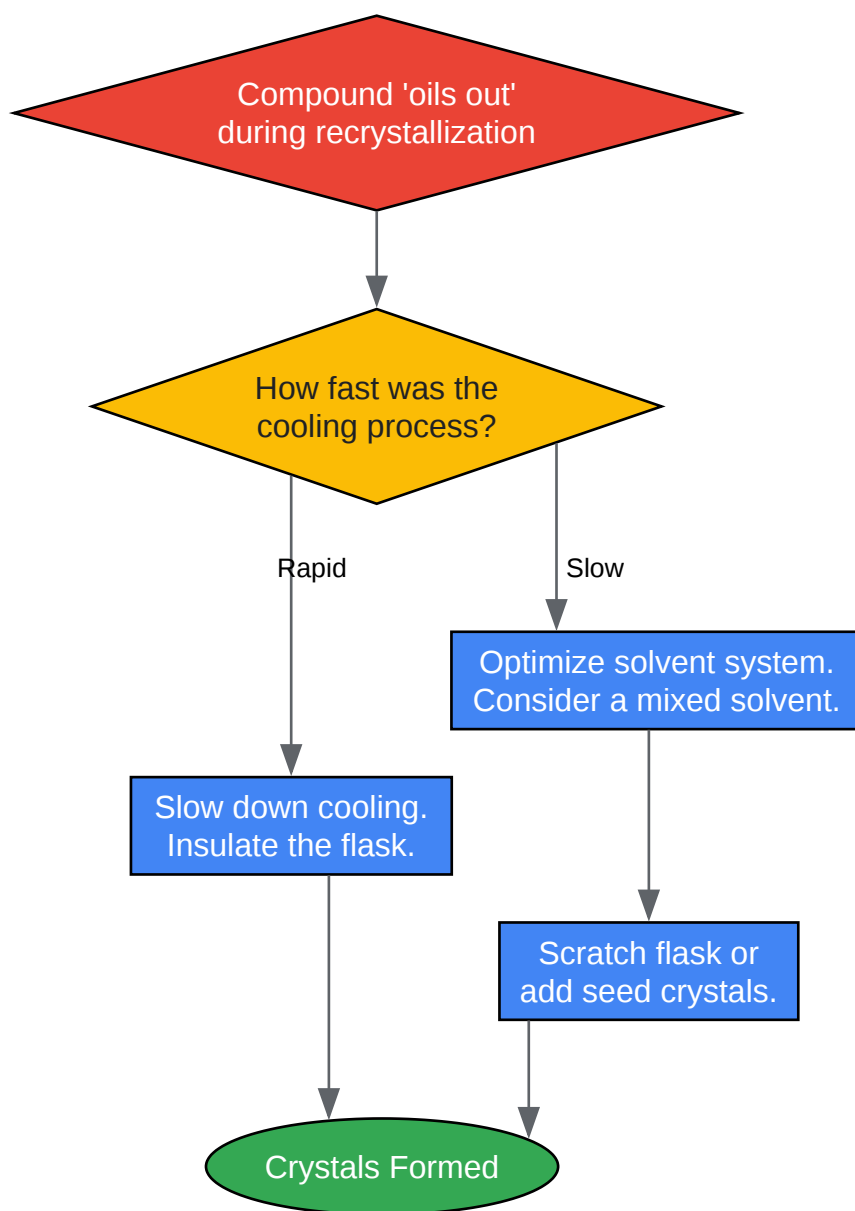 Compound 'oils out'
during recrystallization
How fast was the
cooling process?
Rapid
Slow
Optimize solvent system.
Consider a mixed solvent.
Slow down cooling.
Insulate the flask.
Scratch flask or
add seed crystals.
Crystals Formed